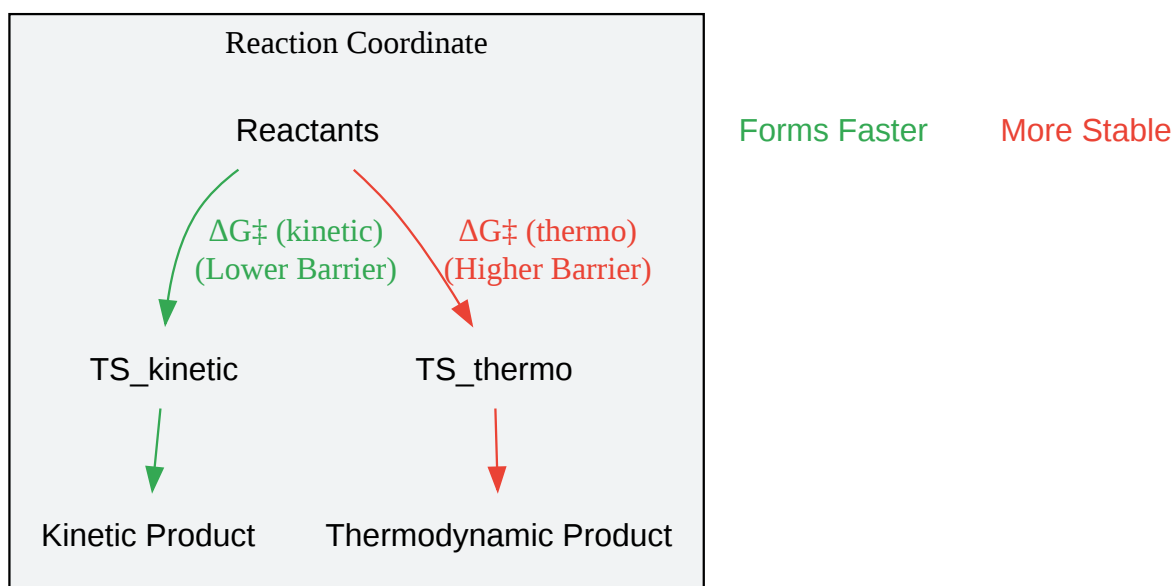 Reaction Coordinate
Reactants
Forms Faster
More Stable
ΔG‡ (kinetic)
(Lower Barrier)
ΔG‡ (thermo)
(Higher Barrier)
TS_kinetic
TS_thermo
Kinetic Product
Thermodynamic Product